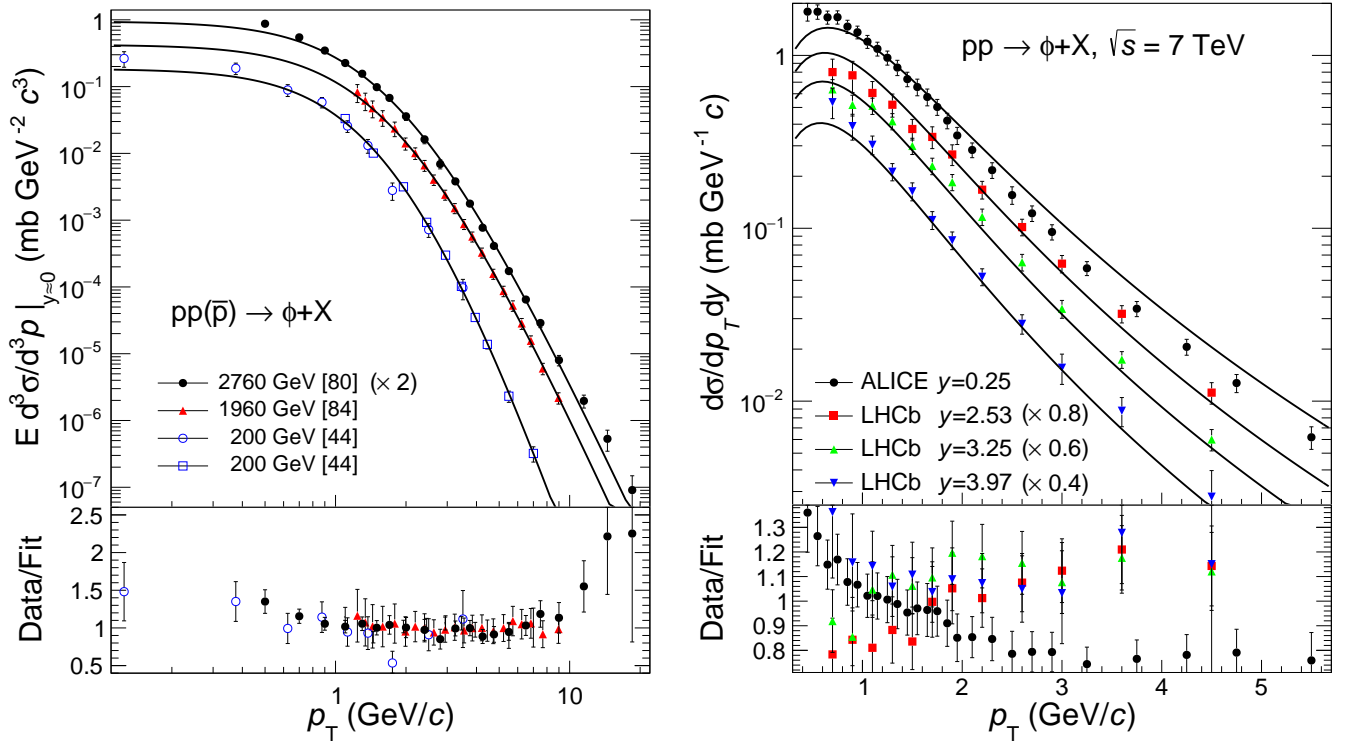 E d³σ/d³p |y≈0 (mb GeV⁻² c³)
1
10⁻¹
10⁻²
10⁻³
10⁻⁴
10⁻⁵
10⁻⁶
10⁻⁷
pp(p̅) → ϕ+X
2760 GeV [80] (× 2)
1960 GeV [84]
200 GeV [44]
200 GeV [44]
Data/Fit
2.5
2
1.5
1
0.5
1 10
p_T (GeV/c)
dσ/dp_T dy (mb GeV⁻¹ c)
1
10⁻¹
10⁻²
pp → ϕ+X, √s = 7 TeV
ALICE y=0.25
LHCb y=2.53 (× 0.8)
LHCb y=3.25 (× 0.6)
LHCb y=3.97 (× 0.4)
Data/Fit
1.3
1.2
1.1
1
0.9
0.8
1 2 3 4 5
p_T (GeV/c)